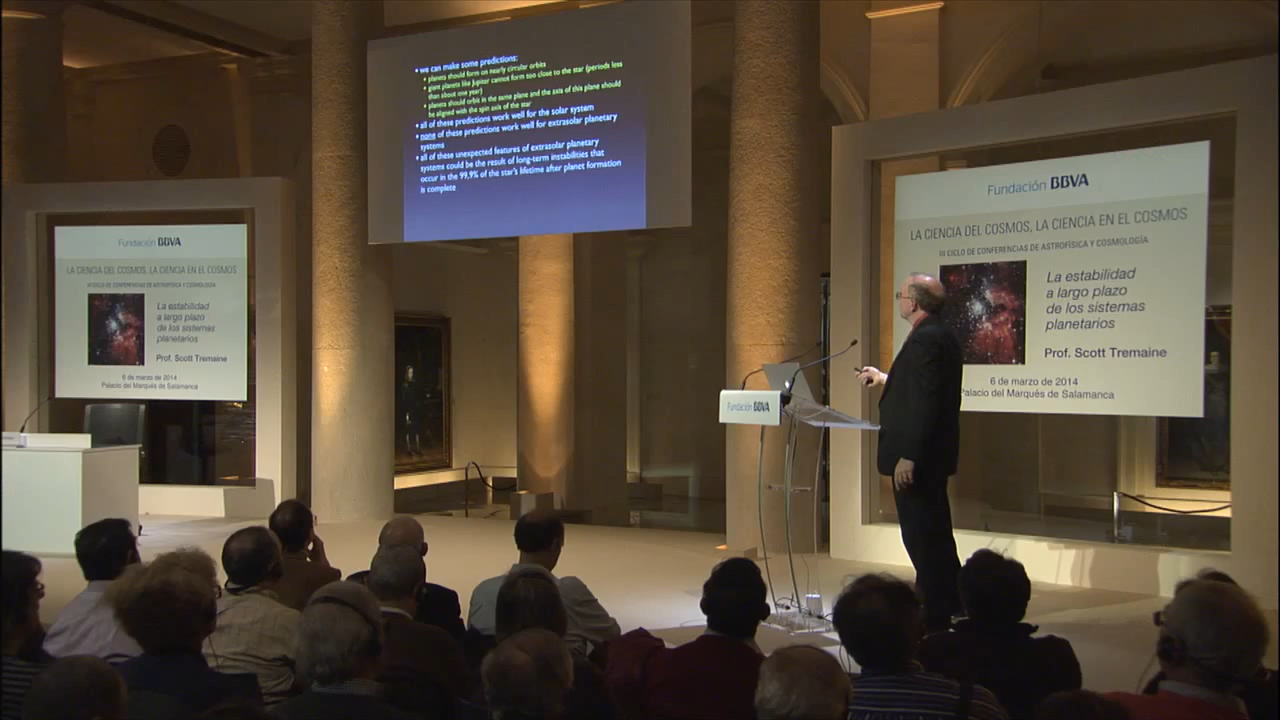 • we can make some predictions:
• planets should form on nearly circular orbits
• giant planets like Jupiter cannot form too close to the star (periods less
than about one year)
• planets should orbit in the same plane and the axis of this plane should
be aligned with the spin axis of the star
• all of these predictions work well for the solar system
• none of these predictions work well for extrasolar planetary
systems
• all of these unexpected features of extrasolar planetary
systems could be the result of long-term instabilities that
occur in the 99.9% of the star's lifetime after planet formation
is complete
Fundación BBVA
LA CIENCIA DEL COSMOS, LA CIENCIA EN EL COSMOS
III CICLO DE CONFERENCIAS DE ASTROFÍSICA Y COSMOLOGÍA
La estabilidad
a largo plazo
de los sistemas
planetarios
Prof. Scott Tremaine
6 de marzo de 2014
Palacio del Marqués de Salamanca
Fundación BBVA
Fundación BBVA
LA CIENCIA DEL COSMOS, LA CIENCIA EN EL COSMOS
III CICLO DE CONFERENCIAS DE ASTROFÍSICA Y COSMOLOGÍA
La estabilidad
a largo plazo
de los sistemas
planetarios
Prof. Scott Tremaine
6 de marzo de 2014
Palacio del Marqués de Salamanca